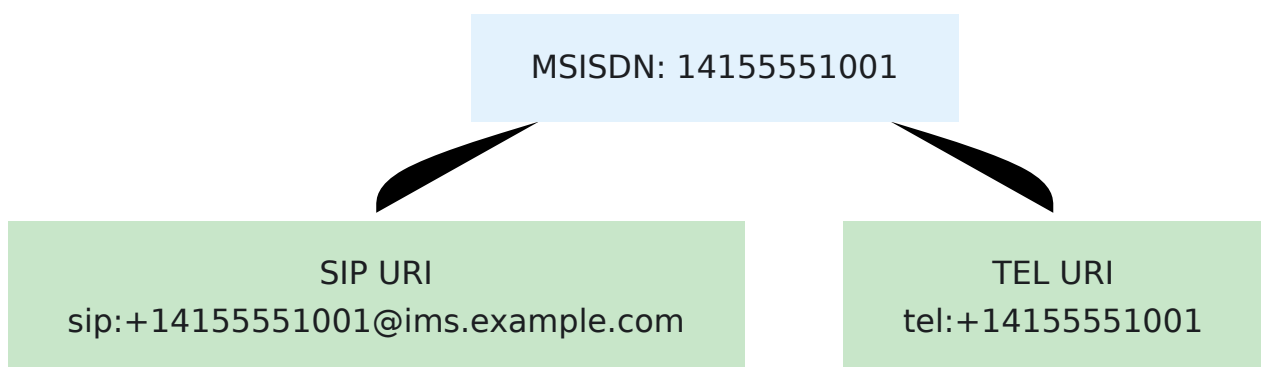 MSISDN: 14155551001
SIP URI
sip:+14155551001@ims.example.com
TEL URI
tel:+14155551001